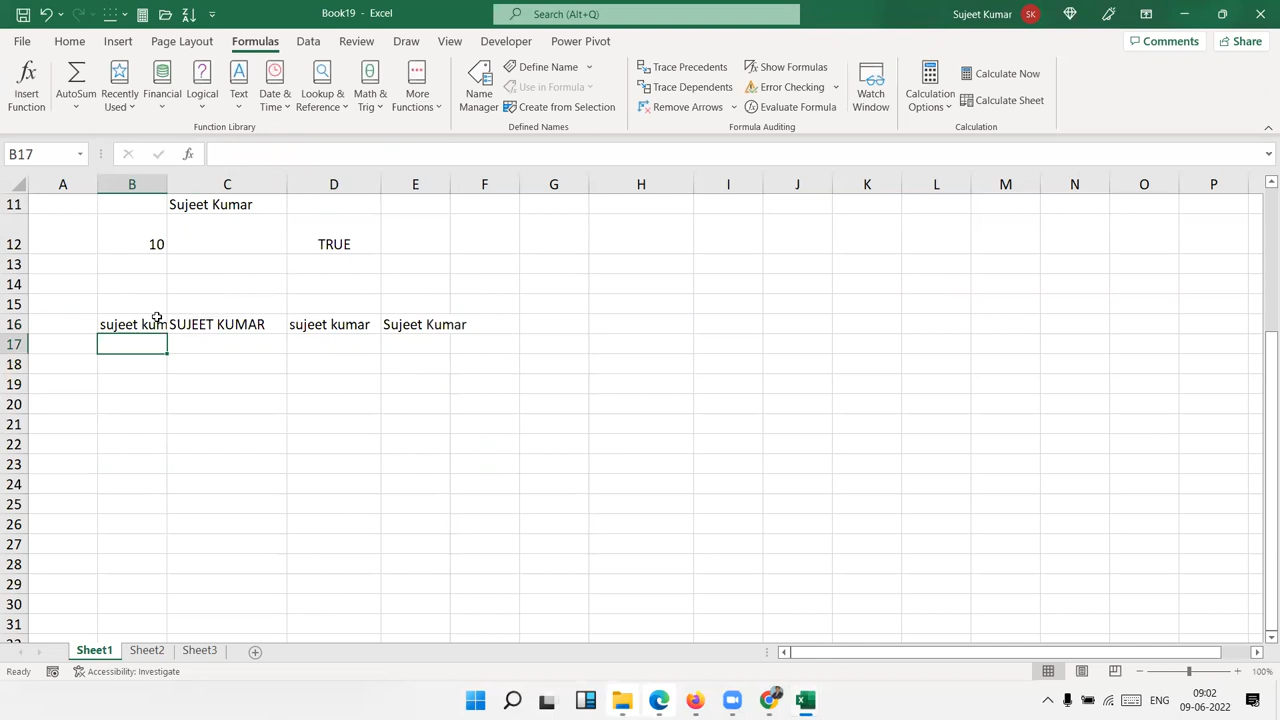 Book19 - Excel
Search (Alt+Q)
Sujeet Kumar
SK
File Home Insert Page Layout Formulas Data Review View Draw Developer Power Pivot
Comments
Share
Insert Function
AutoSum
Recently Used
Financial
Logical
Text
Date & Time
Lookup & Reference
Math & Trig
More Functions
Function Library
Name Manager
Define Name
Use in Formula
Create from Selection
Defined Names
Trace Precedents
Trace Dependents
Remove Arrows
Show Formulas
Error Checking
Evaluate Formula
Formula Auditing
Watch Window
Calculation Options
Calculate Now
Calculate Sheet
Calculation
B17
fx
A B C D E F G H I J K L M N O P
11 Sujeet Kumar
12 10 TRUE
13
14
15
16 sujeet kum SUJEET KUMAR sujeet kumar Sujeet Kumar
17
18
19
20
21
22
23
24
25
26
27
28
29
30
31
Sheet1 Sheet2 Sheet3
Ready
Accessibility: Investigate
100%
ENG
09:02
09-06-2022